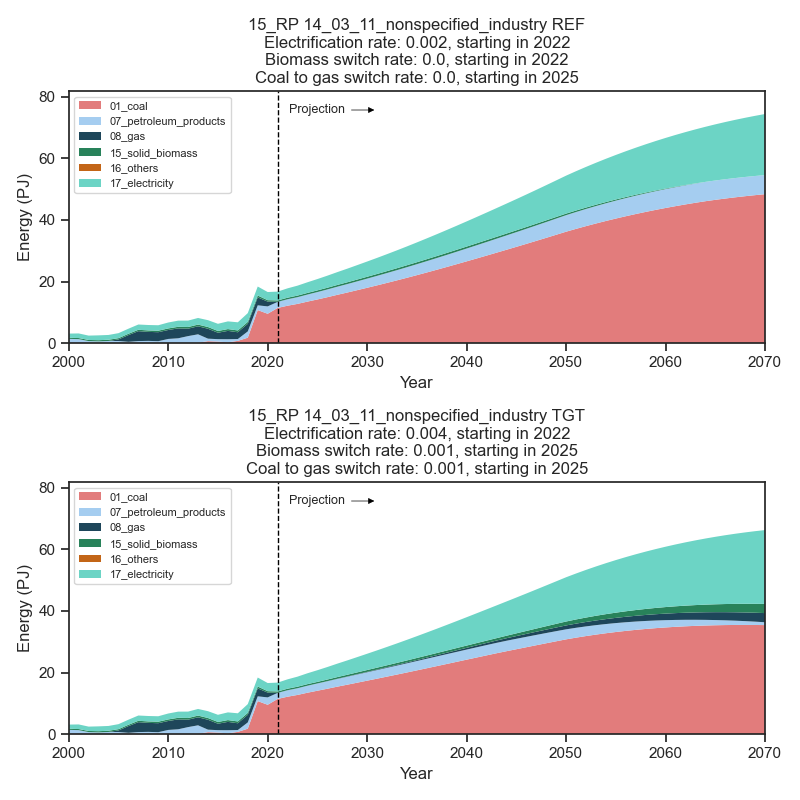 15_RP 14_03_11_nonspecified_industry REF
Electrification rate: 0.002, starting in 2022
Biomass switch rate: 0.0, starting in 2022
Coal to gas switch rate: 0.0, starting in 2025
80
60
40
20
0
Energy (PJ)
01_coal
07_petroleum_products
08_gas
15_solid_biomass
16_others
17_electricity
Projection
2000 2010 2020 2030 2040 2050 2060 2070
Year
15_RP 14_03_11_nonspecified_industry TGT
Electrification rate: 0.004, starting in 2022
Biomass switch rate: 0.001, starting in 2025
Coal to gas switch rate: 0.001, starting in 2025
80
60
40
20
0
Energy (PJ)
01_coal
07_petroleum_products
08_gas
15_solid_biomass
16_others
17_electricity
Projection
2000 2010 2020 2030 2040 2050 2060 2070
Year